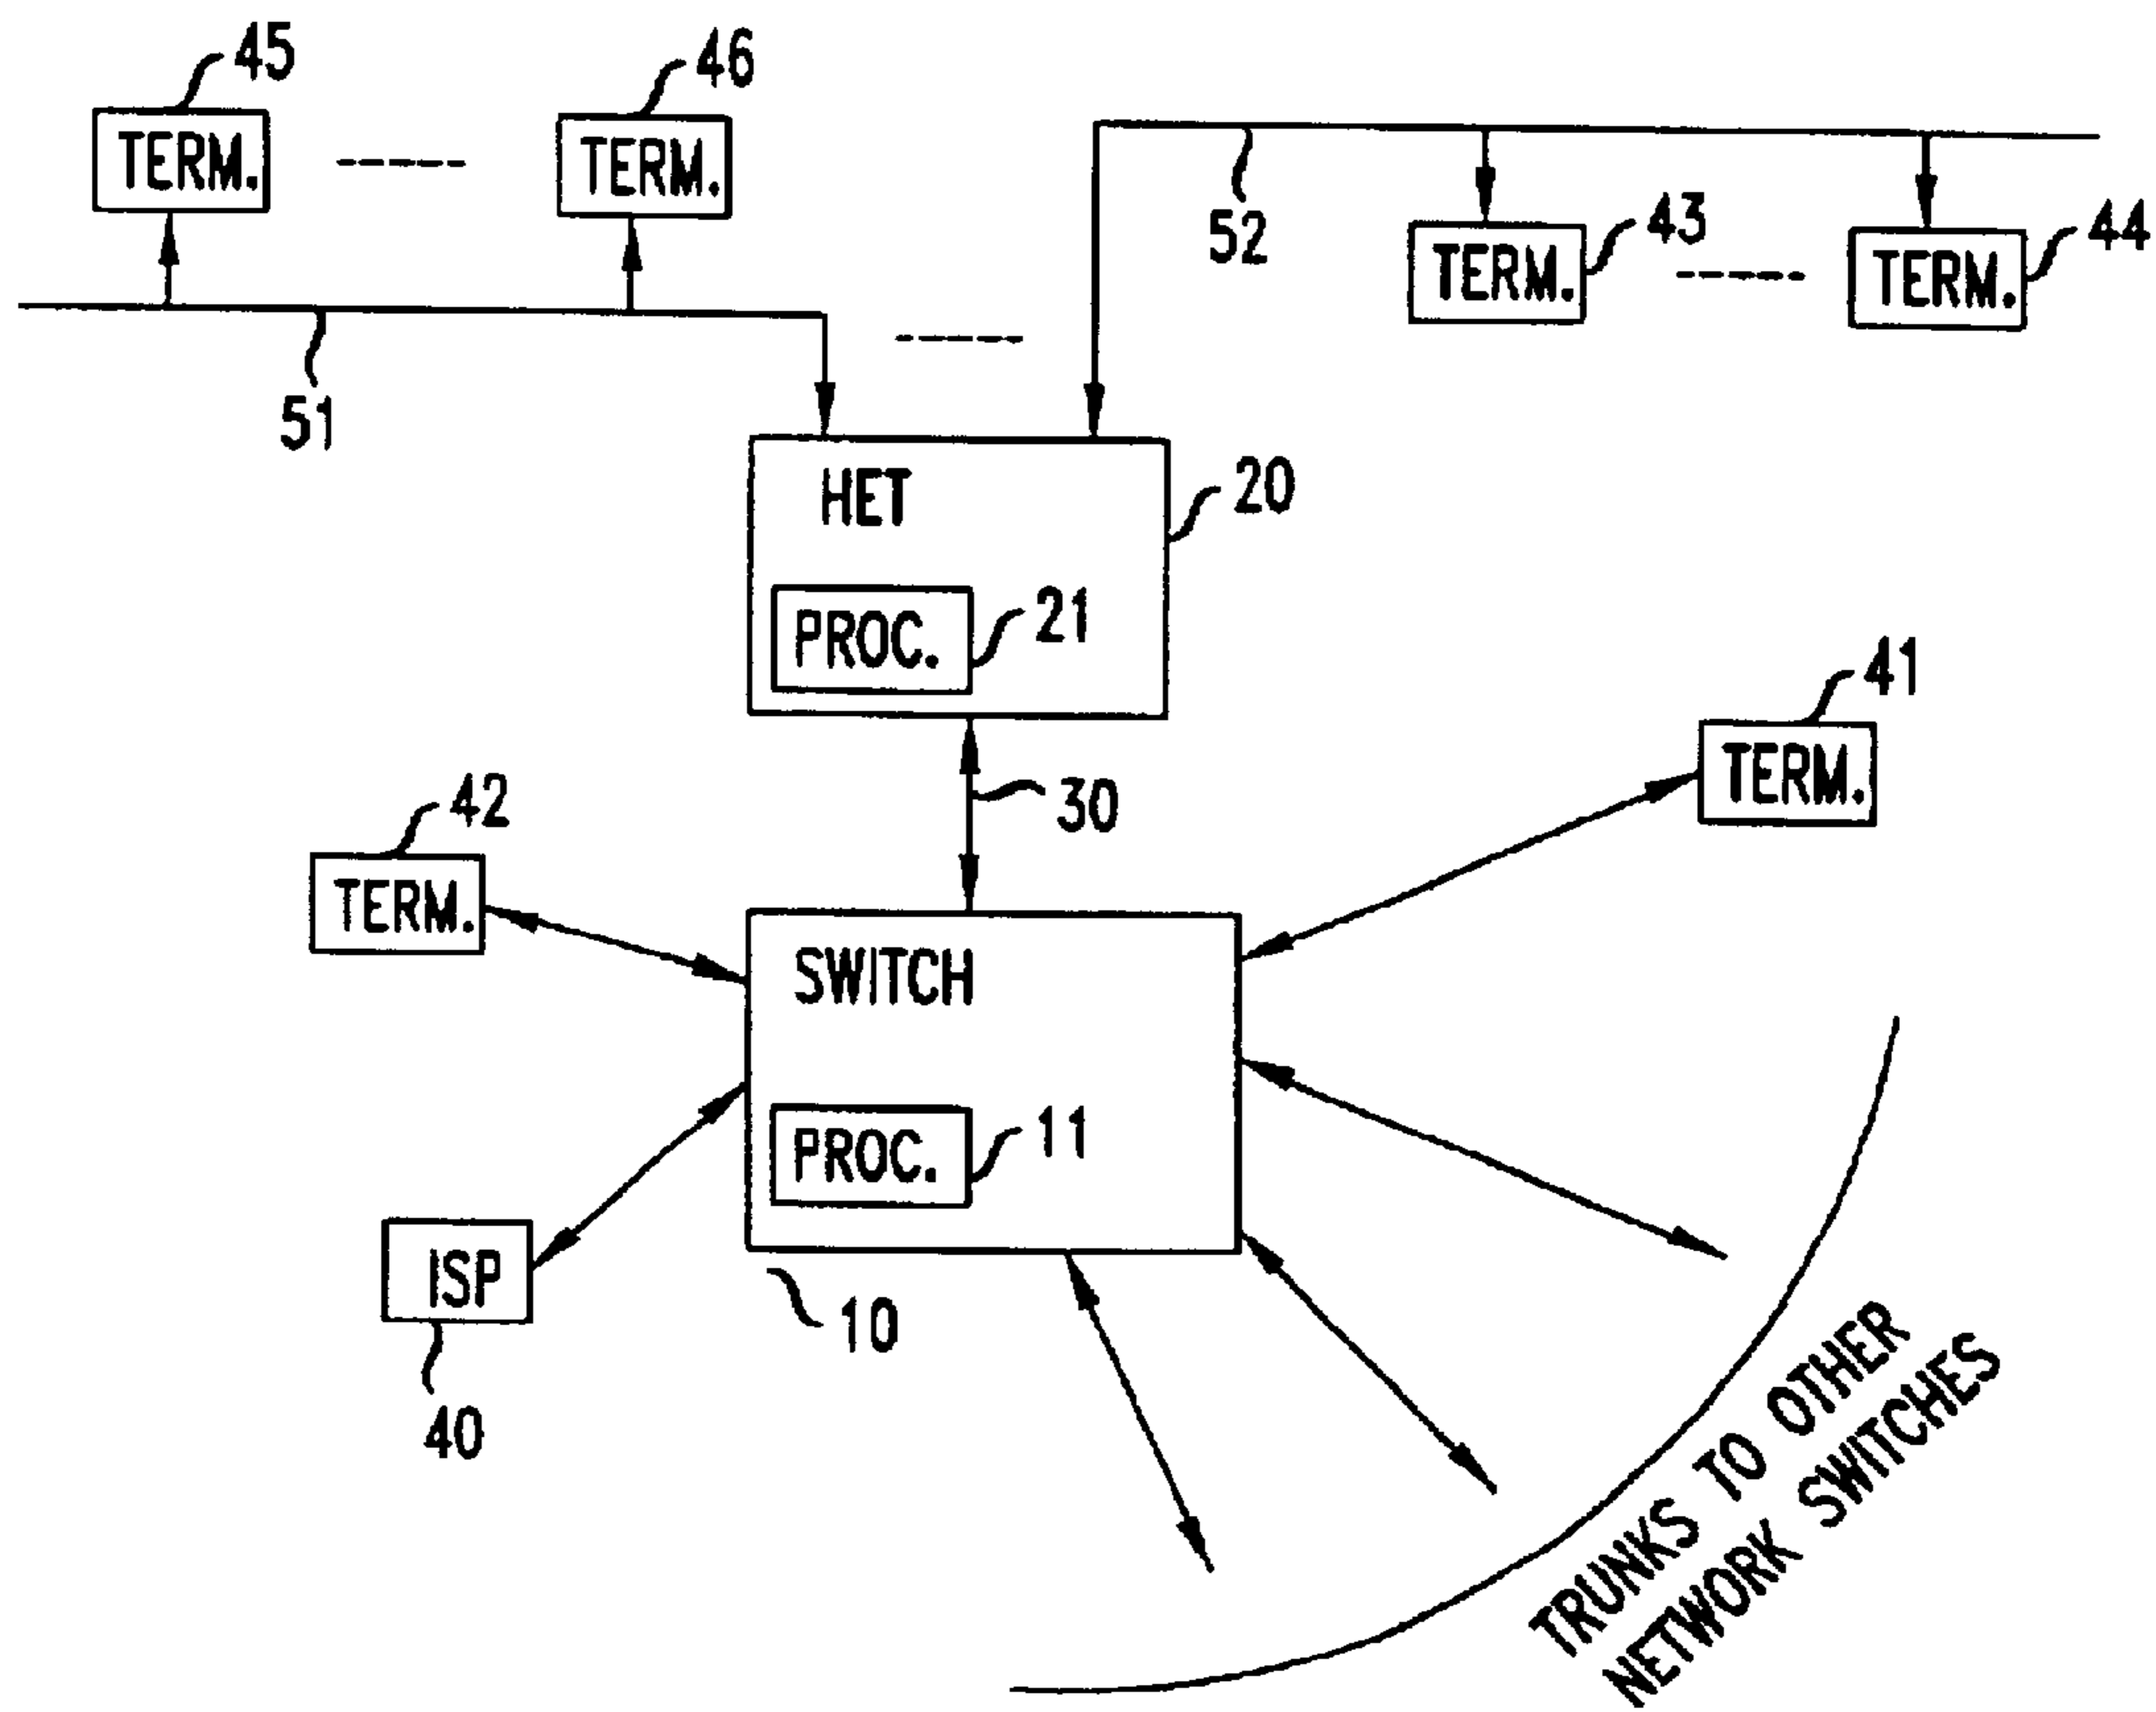 45
46
TERM.
TERM.
52
43
44
TERM.
TERM.
51
HET
20
PROC.
21
41
TERM.
30
42
TERM.
SWITCH
PROC.
11
ISP
10
40
TRUNKS TO OTHER
NETWORK SWITCHES